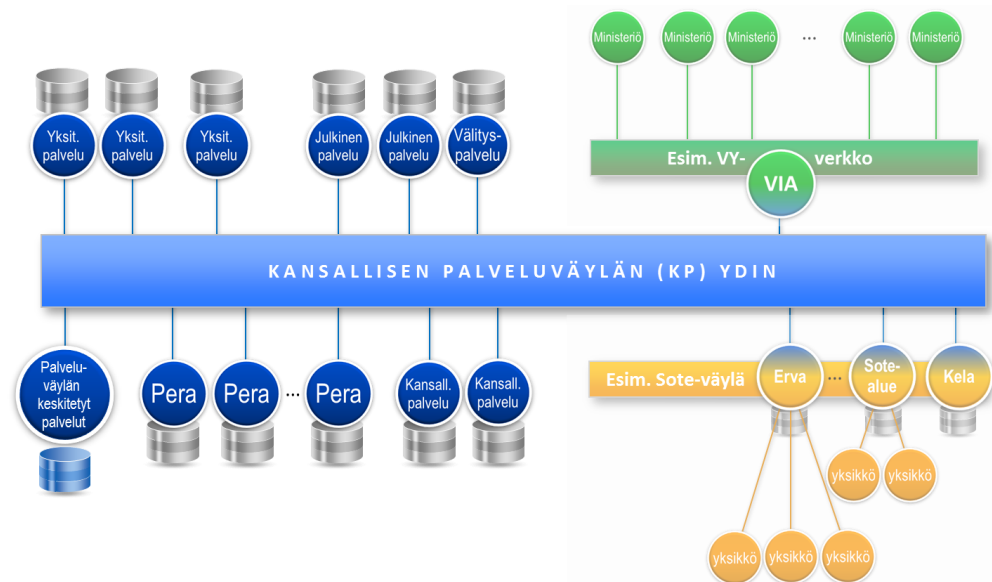 Ministeriö
Ministeriö
Ministeriö
...
Ministeriö
Ministeriö
Yksit.
palvelu
Yksit.
palvelu
Yksit.
palvelu
Julkinen
palvelu
Julkinen
palvelu
Välitys-
palvelu
Esim. VY- verkko
VIA
KANSALLISEN PALVELUVÄYLÄN (KP) YDIN
Palvelu-
väylän
keskitetyt
palvelut
Pera
Pera
...
Pera
Kansall.
palvelu
Kansall.
palvelu
Esim. Sote-väylä
Erva
...
Sote-
alue
Kela
yksikkö
yksikkö
yksikkö
yksikkö
yksikkö